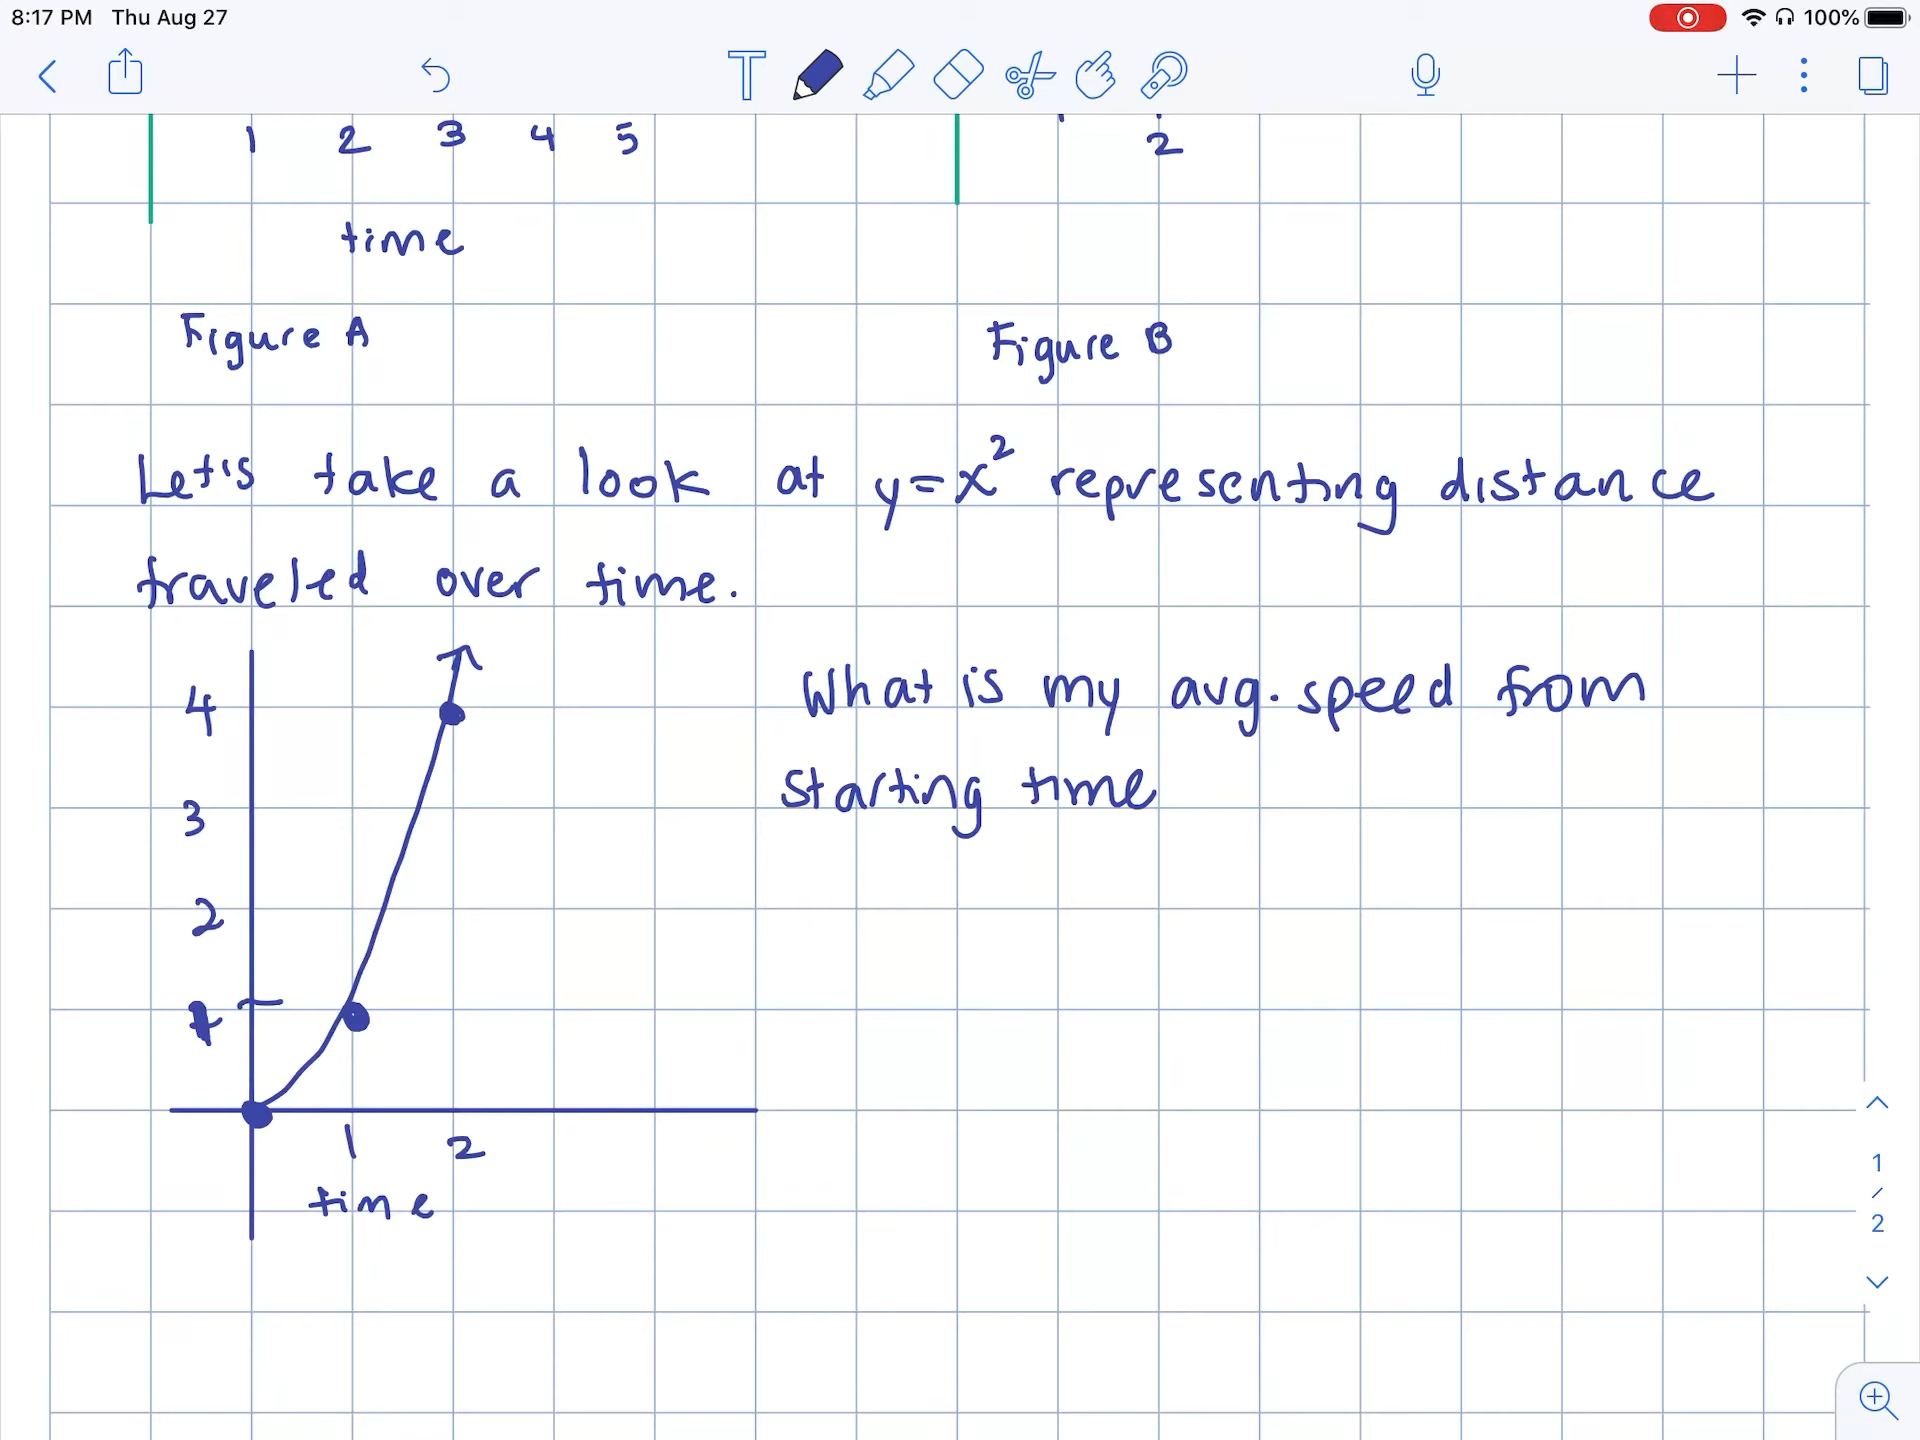 8:17 PM Thu Aug 27
100%
T
1 2 3 4 5
2
time
Figure A
Figure B
Let's take a look at y=x² representing distance
traveled over time.
What is my avg. speed from
starting time
4
3
2
1
1 2
time
1
/
2